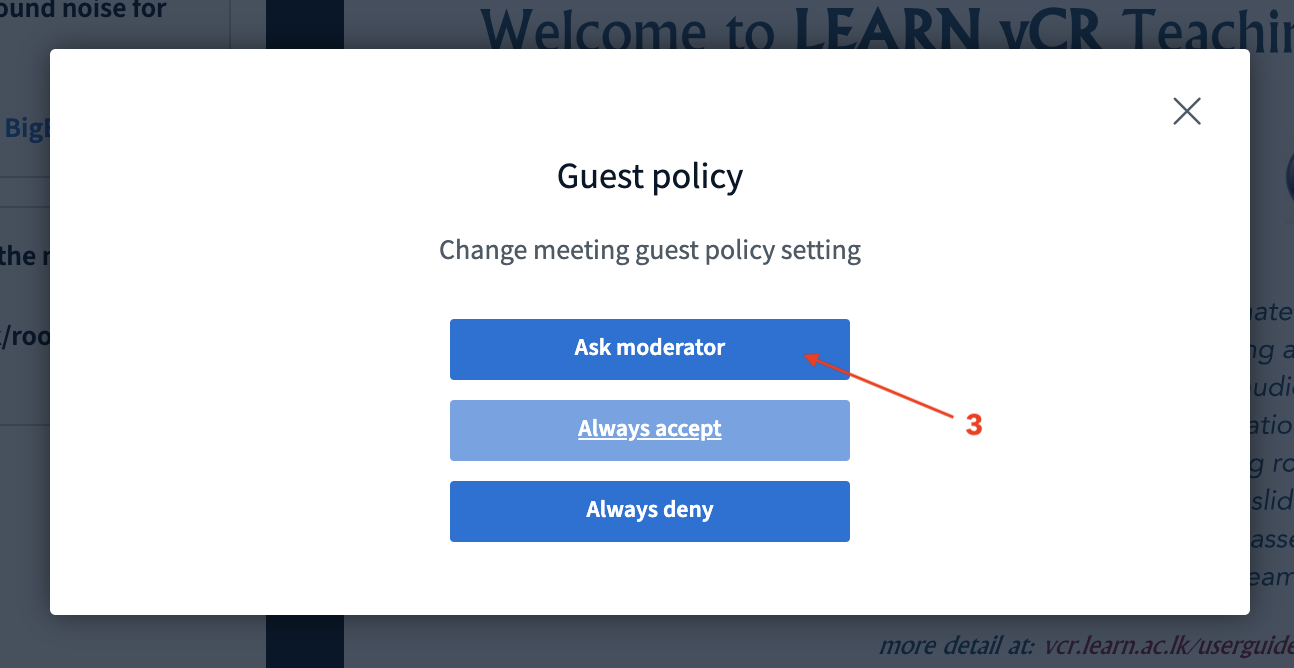 ound noise for
Welcome to LEARN vCR Teachin
Big
Guest policy
the
Change meeting guest policy setting
/roo
Ask moderator
3
Always accept
Always deny
more detail at: vcr.learn.ac.lk/userguide